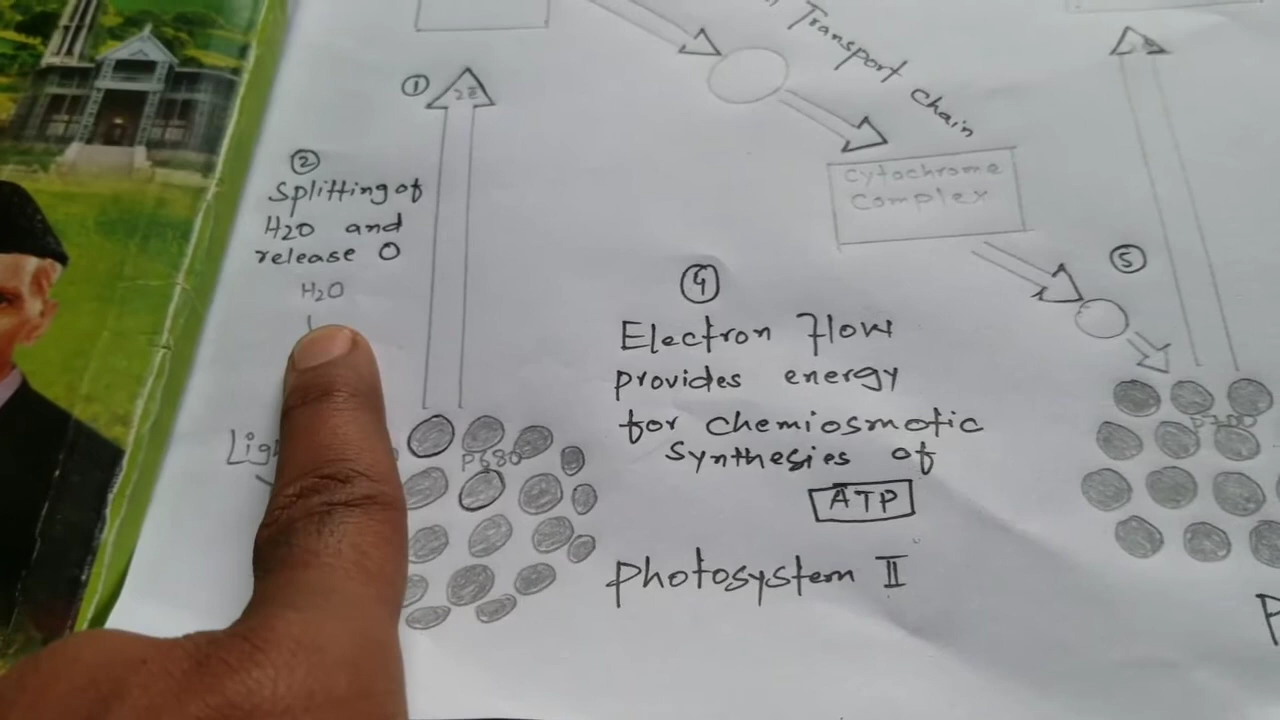 Transport chain
①
2e̅
②
Splitting of
H2O and
release O
H2O
Cytochrome
Complex
⑤
④
Electron flow
provides energy
for chemiosmotic
Synthesies of
ATP
Lig
P680
P700
Photosystem II
P